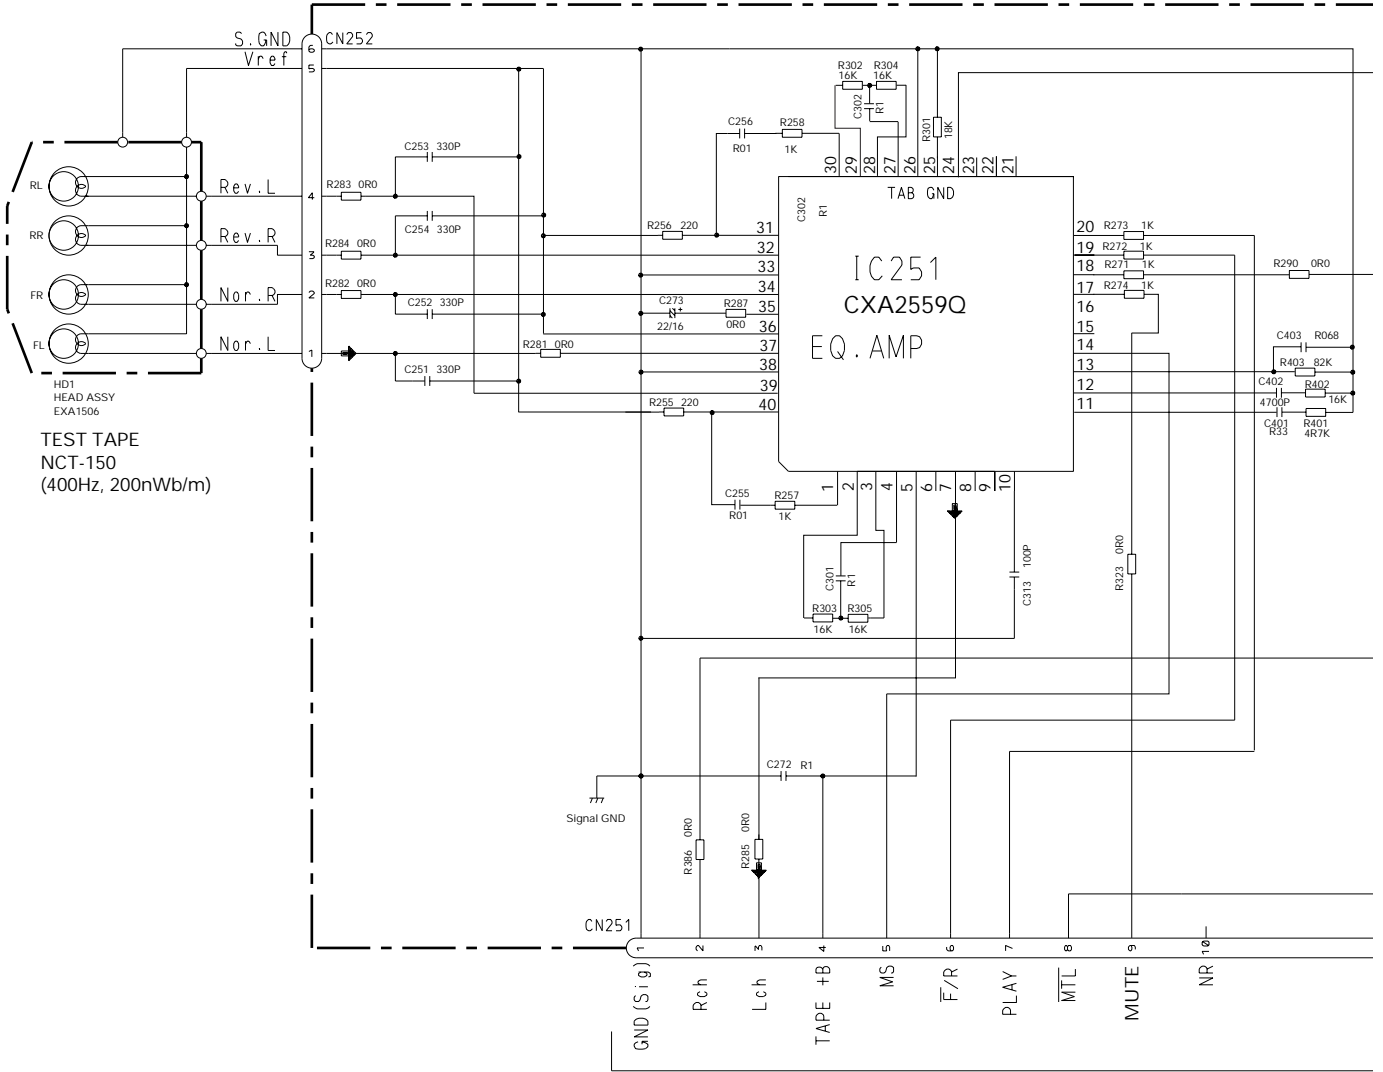 S.GND 6 CN252
Vref 5
RL
RR
FR
FL
Rev.L 4
Rev.R 3
Nor.R 2
Nor.L 1
HD1
HEAD ASSY
EXA1506
TEST TAPE
NCT-150
(400Hz, 200nWb/m)
R283 0R0
R284 0R0
R282 0R0
R281 0R0
C253 330P
C254 330P
C252 330P
C251 330P
C256
R01
R258
1K
R302
16K
R304
16K
C302
R1
R301
18K
R256 220
C273 +
22/16
R287
0R0
R255 220
C255
R01
R257
1K
30 29 28 27 26 25 24 23 22 21
TAB GND
C302
R1
IC251
CXA2559Q
EQ.AMP
31
32
33
34
35
36
37
38
39
40
20
19
18
17
16
15
14
13
12
11
1 2 3 4 5 6 7 8 9 10
R273 1K
R272 1K
R271 1K
R274 1K
R290 0R0
C403 R068
R403 82K
C402
4700P
R402
16K
C401
R33
R401
4R7K
C301
R1
R303
16K
R305
16K
C313 100P
R323 0R0
C272 R1
Signal GND
R386 0R0
R285 0R0
CN251
1 2 3 4 5 6 7 8 9 10
GND(Sig)
Rch
Lch
TAPE +B
MS
F/R
PLAY
MTL
MUTE
NR